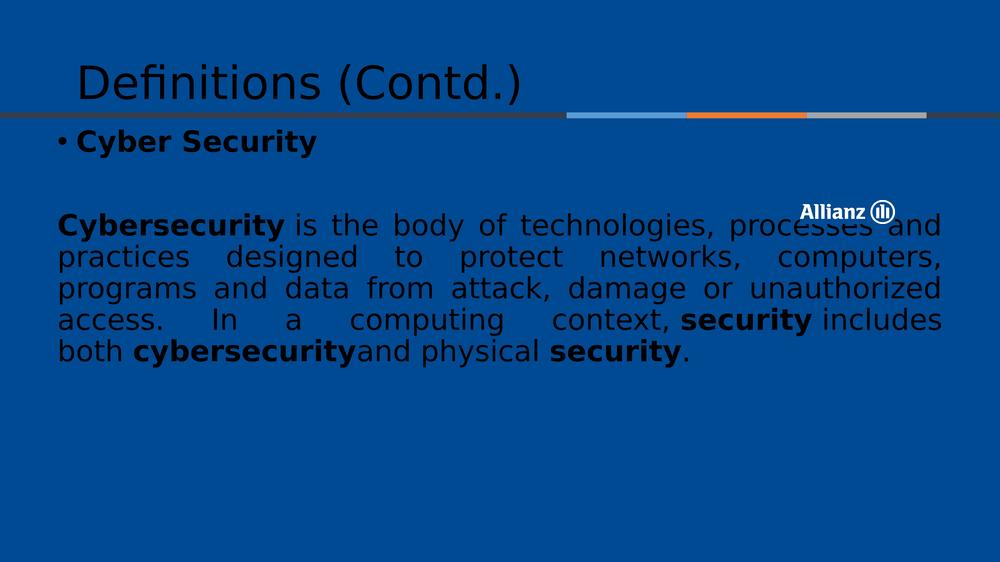 Definitions (Contd.)
• Cyber Security
Allianz
Cybersecurity is the body of technologies, processes and
practices designed to protect networks, computers,
programs and data from attack, damage or unauthorized
access. In a computing context, security includes
both cybersecurityand physical security.